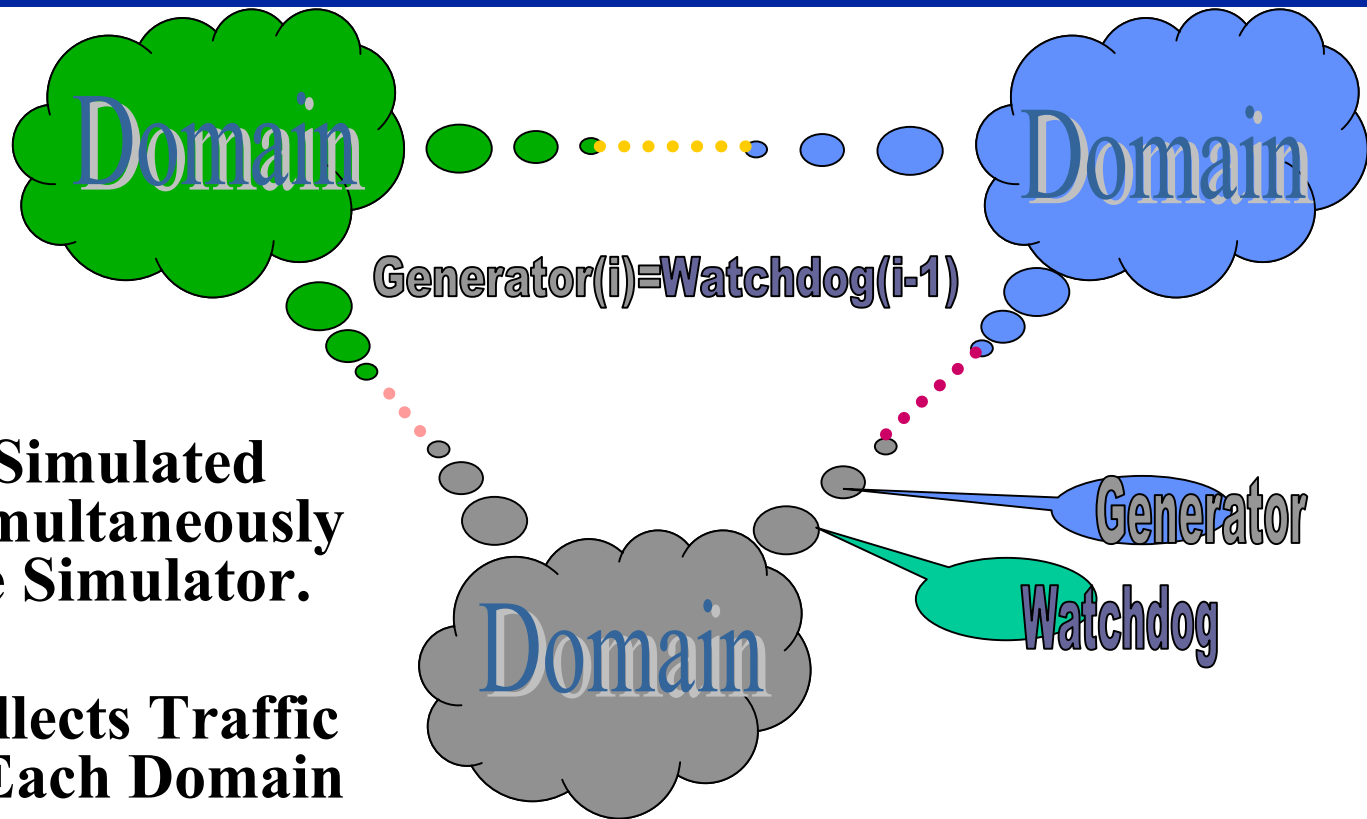 Domain
Domain
Generator(i)=Watchdog(i-1)
Simulated
multaneously
e Simulator.
Generator
Watchdog
Domain
llects Traffic
Each Domain